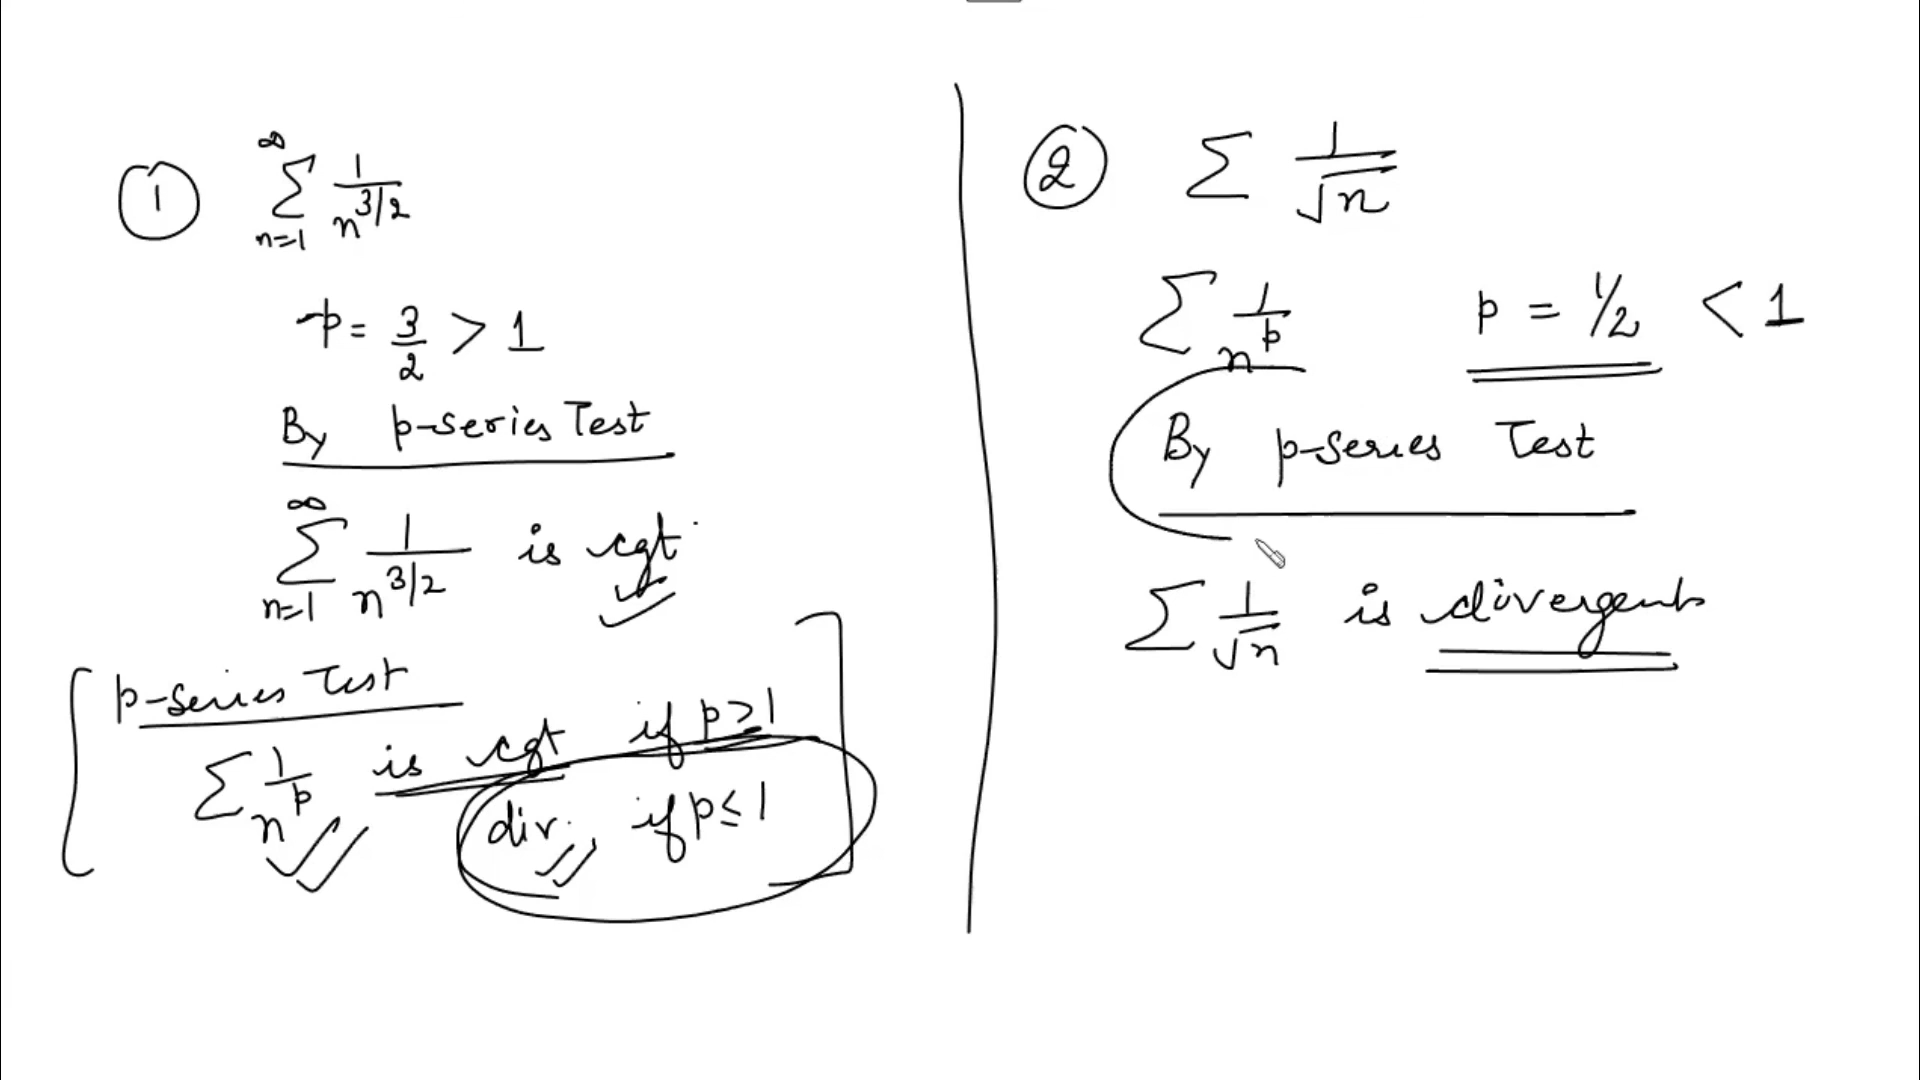 ① ∞∑n=1 1/n^3/2
p = 3/2 > 1
By p-series Test
∞∑n=1 1/n^3/2 is cgt.
p-series Test
∑ 1/n^p is cgt if p>1
div. if p≤1
② ∑ 1/√n
∑ 1/n^p p = 1/2 < 1
By p-series Test
∑ 1/√n is divergent